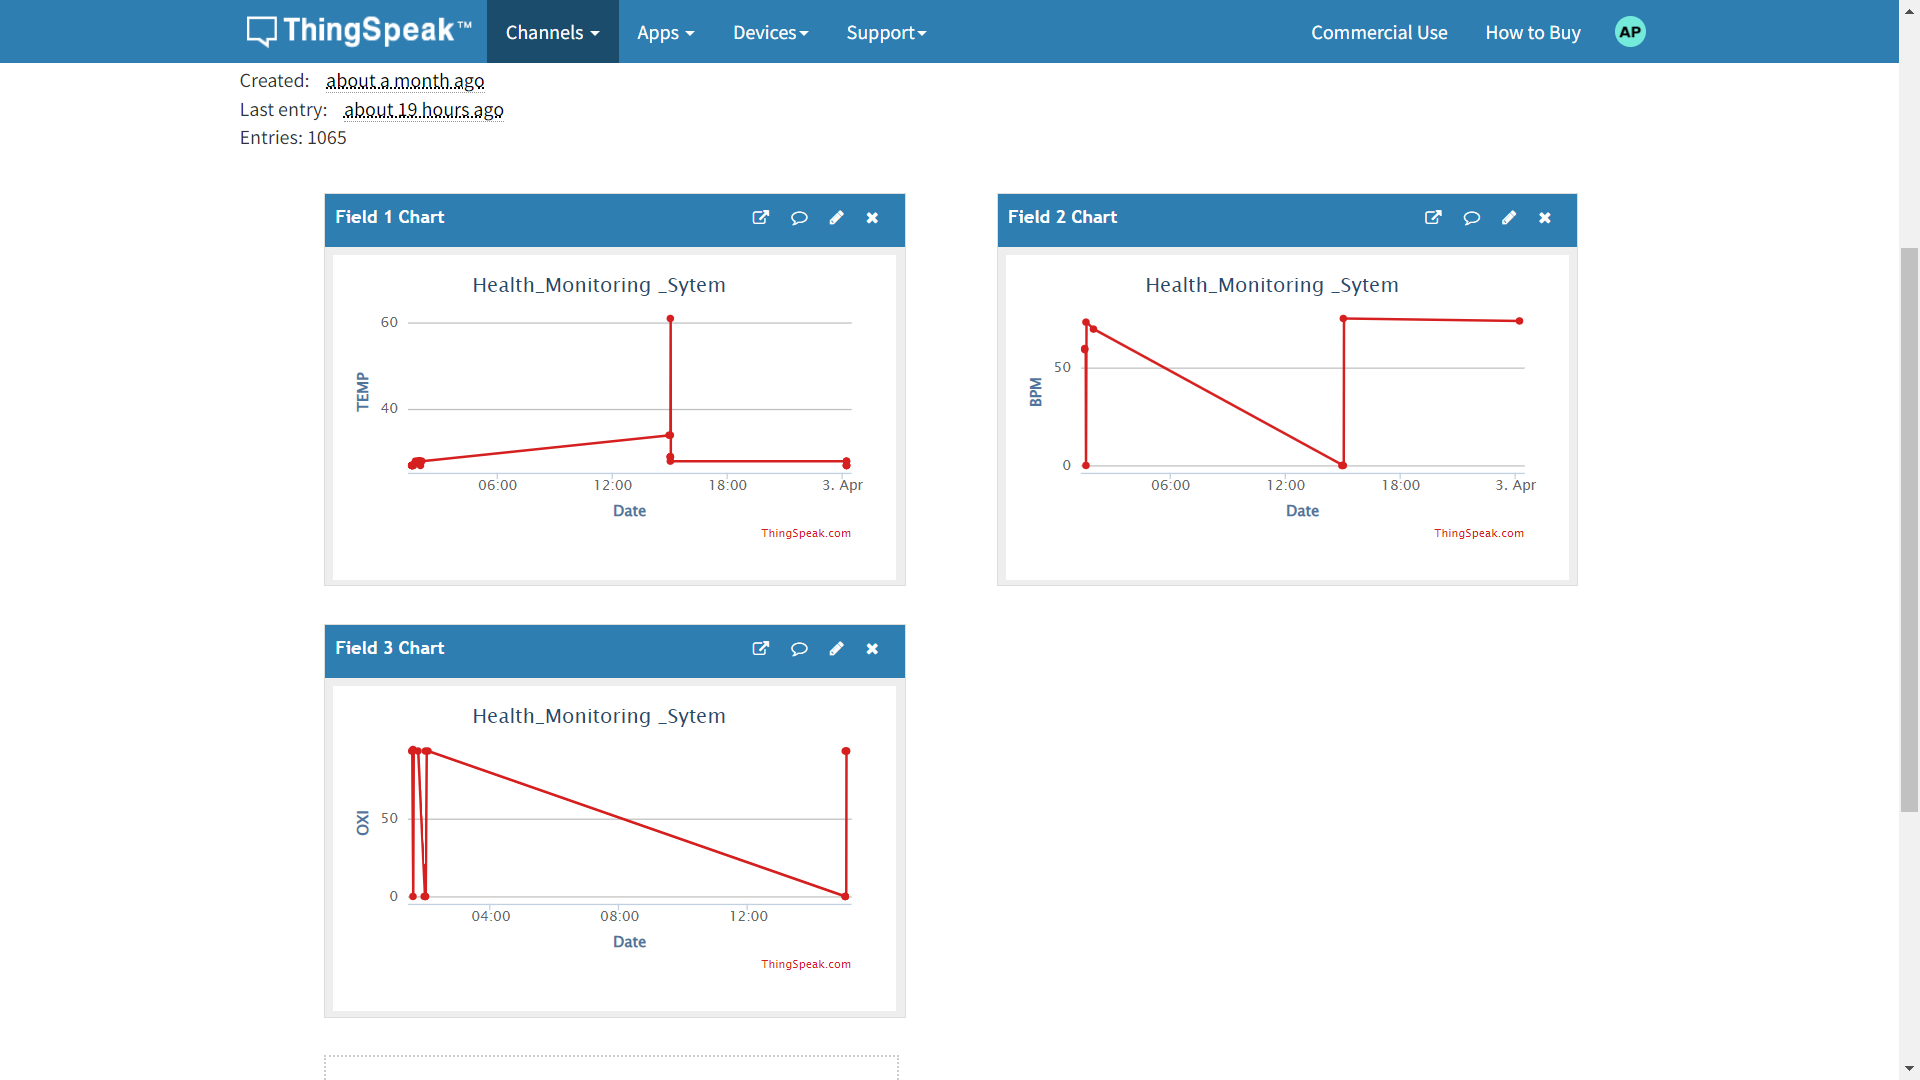 ThingSpeak™ Channels Apps Devices Support Commercial Use How to Buy AP
Created: about a month ago
Last entry: about 19 hours ago
Entries: 1065
Field 1 Chart
Health_Monitoring _Sytem
60
40
TEMP
06:00 12:00 18:00 3. Apr
Date
ThingSpeak.com
Field 2 Chart
Health_Monitoring _Sytem
50
0
BPM
06:00 12:00 18:00 3. Apr
Date
ThingSpeak.com
Field 3 Chart
Health_Monitoring _Sytem
50
0
OXI
04:00 08:00 12:00
Date
ThingSpeak.com